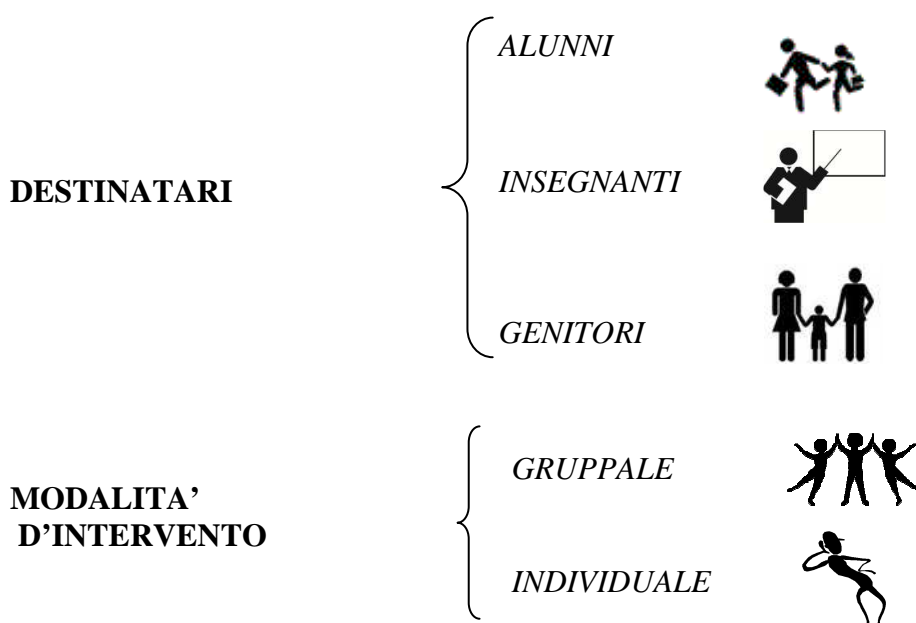 DESTINATARI
ALUNNI
INSEGNANTI
GENITORI
MODALITA’
D’INTERVENTO
GRUPPALE
INDIVIDUALE